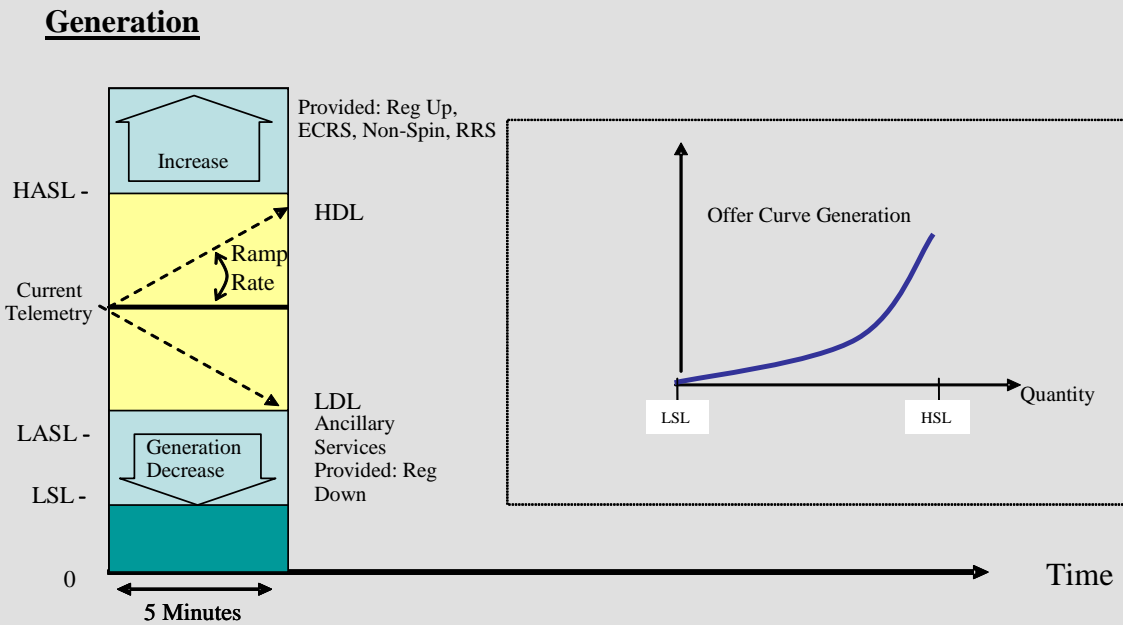 Generation
Provided: Reg Up,
ECRS, Non-Spin, RRS
Increase
HASL -
HDL
Ramp
Rate
Current
Telemetry
LDL
Ancillary
Services
Provided: Reg
Down
LASL -
Generation
Decrease
LSL -
0
5 Minutes
Time
Offer Curve Generation
Quantity
LSL
HSL